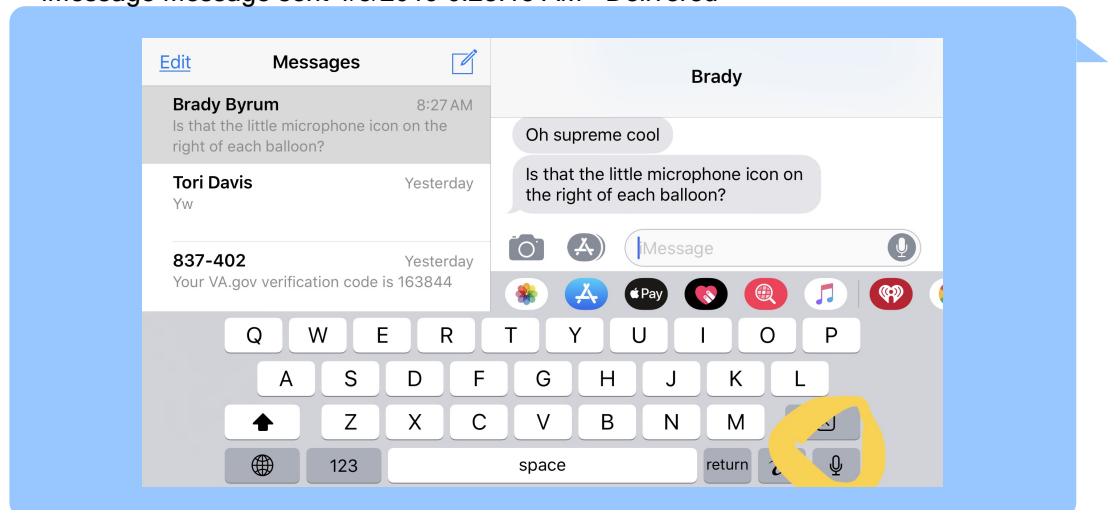 Edit
Messages
Brady
Brady Byrum
8:27 AM
Is that the little microphone icon on the
right of each balloon?
Tori Davis
Yesterday
Yw
837-402
Yesterday
Your VA.gov verification code is 163844
Oh supreme cool
Is that the little microphone icon on
the right of each balloon?
iMessage
Pay
Q W E R T Y U I O P
A S D F G H J K L
Z X C V B N M
123
space
return